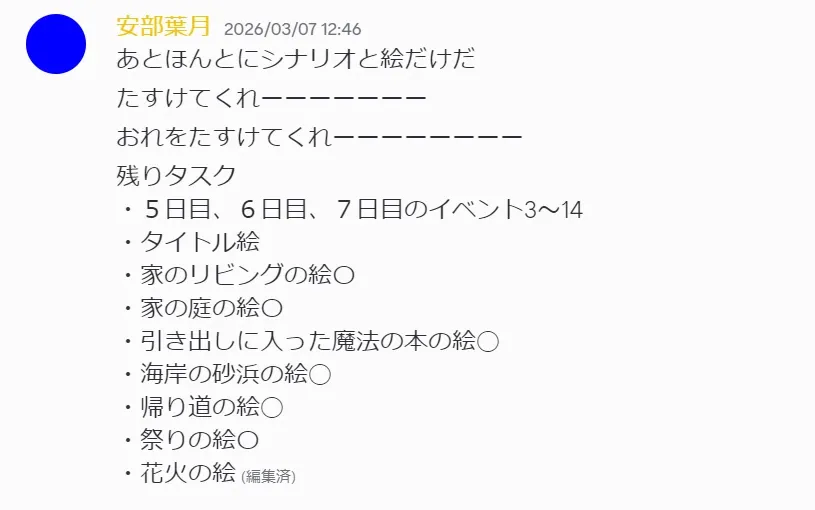 安部葉月 2026/03/07 12:46
あとほんとにシナリオと絵だけだ
たすけてくれーーーーーーー
おれをたすけてくれーーーーーーーー
残りタスク
・５日目、６日目、７日目のイベント3〜14
・タイトル絵
・家のリビングの絵〇
・家の庭の絵〇
・引き出しに入った魔法の本の絵◯
・海岸の砂浜の絵◯
・帰り道の絵◯
・祭りの絵〇
・花火の絵 (編集済)